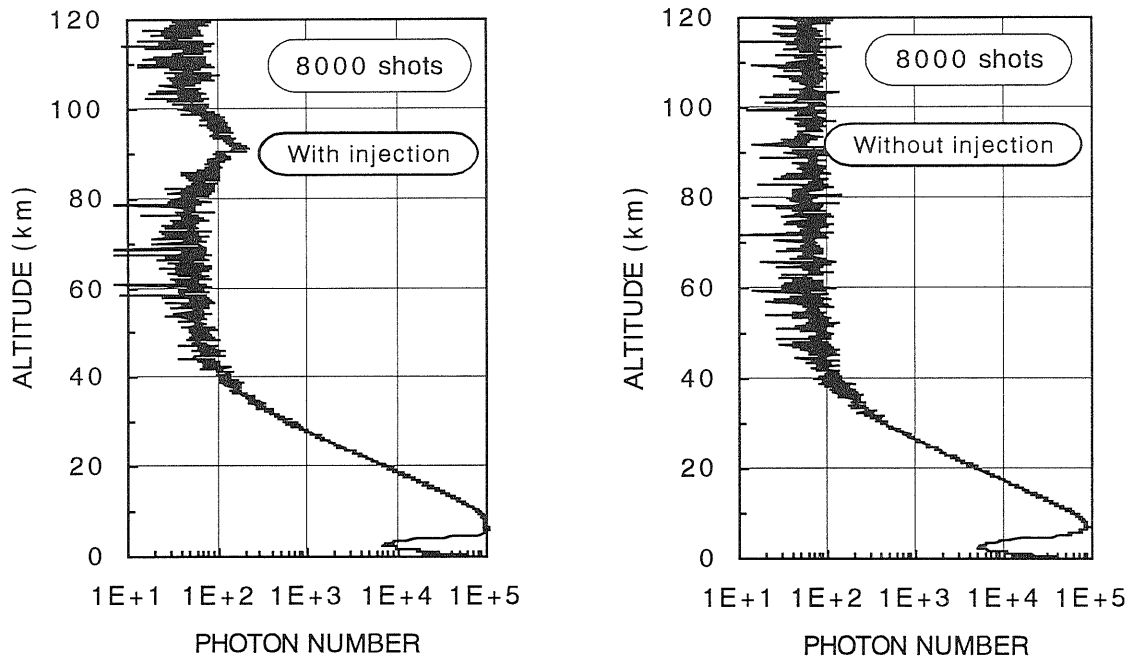 120
100
80
60
40
20
0
ALTITUDE (km)
8000 shots
With injection
1E+1 1E+2 1E+3 1E+4 1E+5
PHOTON NUMBER
120
100
80
60
40
20
0
ALTITUDE (km)
8000 shots
Without injection
1E+1 1E+2 1E+3 1E+4 1E+5
PHOTON NUMBER